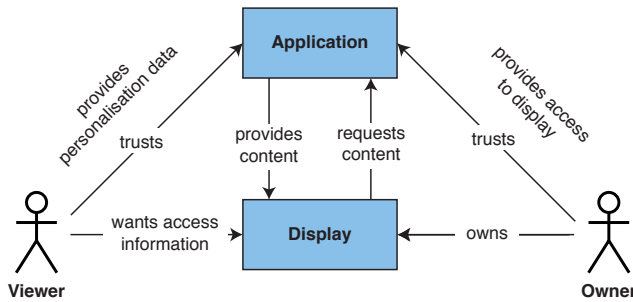 Application
provides
personalisation data
provides access
to display
trusts
provides
content
requests
content
trusts
wants access
information
Display
owns
Viewer
Owner